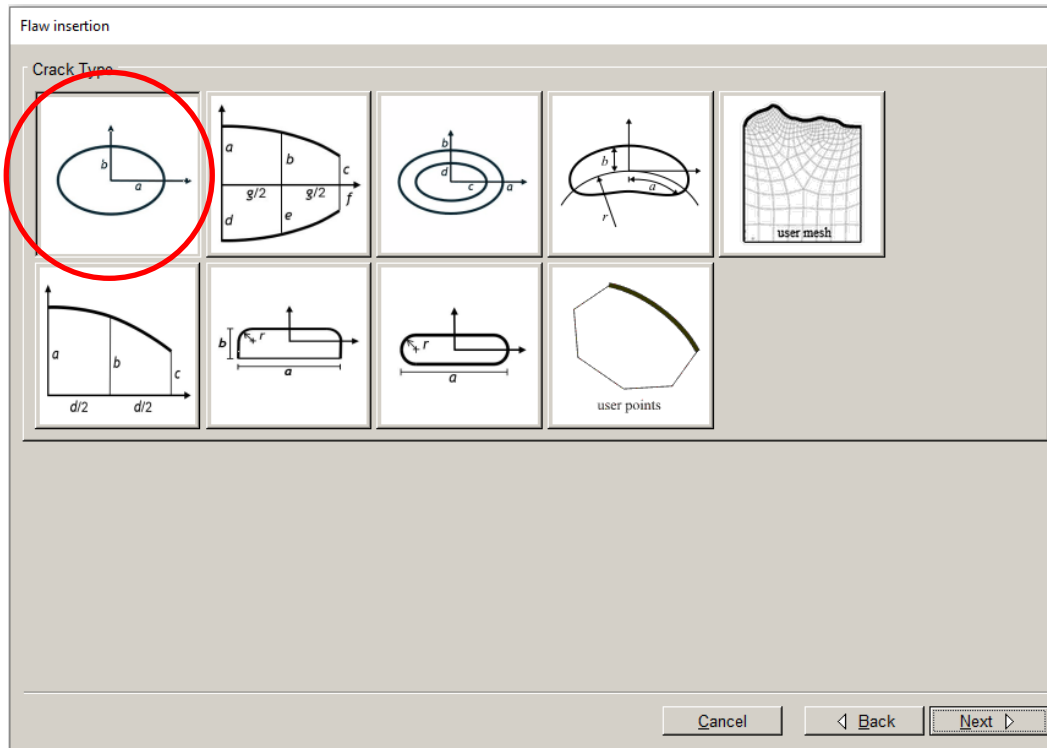 Flaw insertion
Crack Type
b
a
a
b
c
g/2
g/2
f
d
e
b
d
c
a
b
a
r
user mesh
a
b
c
d/2
d/2
b
r
a
r
a
user points
Cancel
Back
Next